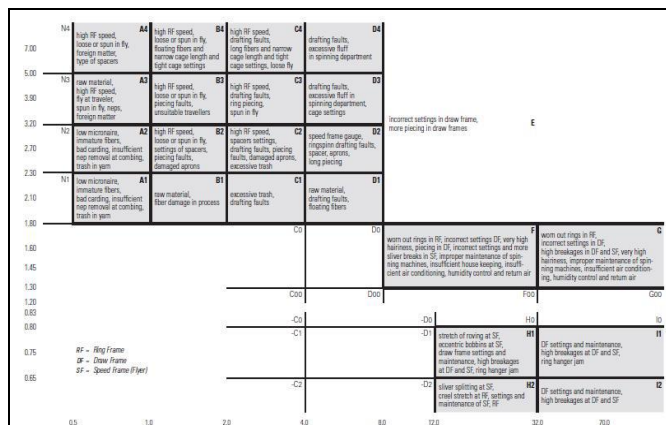 N4 A4 B4 C4 D4
high RF speed,
loose or spun in fly,
foreign matter,
type of spacers
high RF speed,
loose or spun in fly,
floating fibers and
narrow cage length and
tight cage settings
high RF speed,
drafting faults,
long fibers and narrow
cage length and tight
cage settings, loose fly
drafting faults,
excessive fluff
in spinning department
7.00
5.00
N3 A3 B3 C3 D3
raw material,
high RF speed,
fly at traveler,
spun in fly, neps,
foreign matter
high RF speed,
loose or spun in fly,
piecing faults,
unsuitable travellers
high RF speed,
drafting faults,
ring piecing,
spun in fly
drafting faults,
excessive fluff in
spinning department,
cage settings
3.90
3.20
incorrect settings in draw frame,
more piecing in draw frames
E
N2 A2 B2 C2 D2
low micronaire,
immature fibers,
bad carding, insufficient
nep removal at combing,
trash in yarn
high RF speed,
loose or spun in fly,
settings of spacers,
piecing faults,
damaged aprons
high RF speed,
spacers settings,
drafting faults, piecing
faults, damaged aprons,
excessive trash
speed frame gauge,
ringspinn drafting faults,
spacer, aprons,
long piecing
2.70
2.30
N1 A1 B1 C1 D1
low micronaire,
immature fibers,
bad carding, insufficient
nep removal at combing,
trash in yarn
raw material,
fiber damage in process
excessive trash,
drafting faults
raw material,
drafting faults,
floating fibers
2.10
1.80
Co Do F G
worn out rings in RF, incorrect settings DF, very high
hairiness, piecing in DF, incorrect settings and more
sliver breaks in SF, improper maintenance of spin-
ning machines, insufficient house keeping, insuffi-
cient air conditioning, humidity control and return air
worn out rings in RF,
incorrect settings in DF,
high breakages in DF and SF, very high
hairiness, improper maintenance of spin-
ning machines, insufficient air condition-
ing, humidity control and return air
1.60
1.45
1.30
Coo Doo Foo Goo
1.20
0.83
-Co -Do Ho Io
0.80
-C1 -D1 H1 I1
stretch of roving at SF,
eccentric bobbins at SF,
draw frame settings and
maintenance, high breakages
at DF and SF, ring hanger jam
DF settings and maintenance,
high breakages at DF and SF,
ring hanger jam
0.75
RF = Ring Frame
DF = Draw Frame
SF = Speed Frame (Flyer)
0.65
-C2 -D2 H2 I2
sliver splitting at SF,
creel stretch at RF, settings and
maintenance of SF, RF
DF settings and maintenance,
high breakages at DF and SF
0.5 1.0 2.0 4.0 8.0 12.0 32.0 70.0